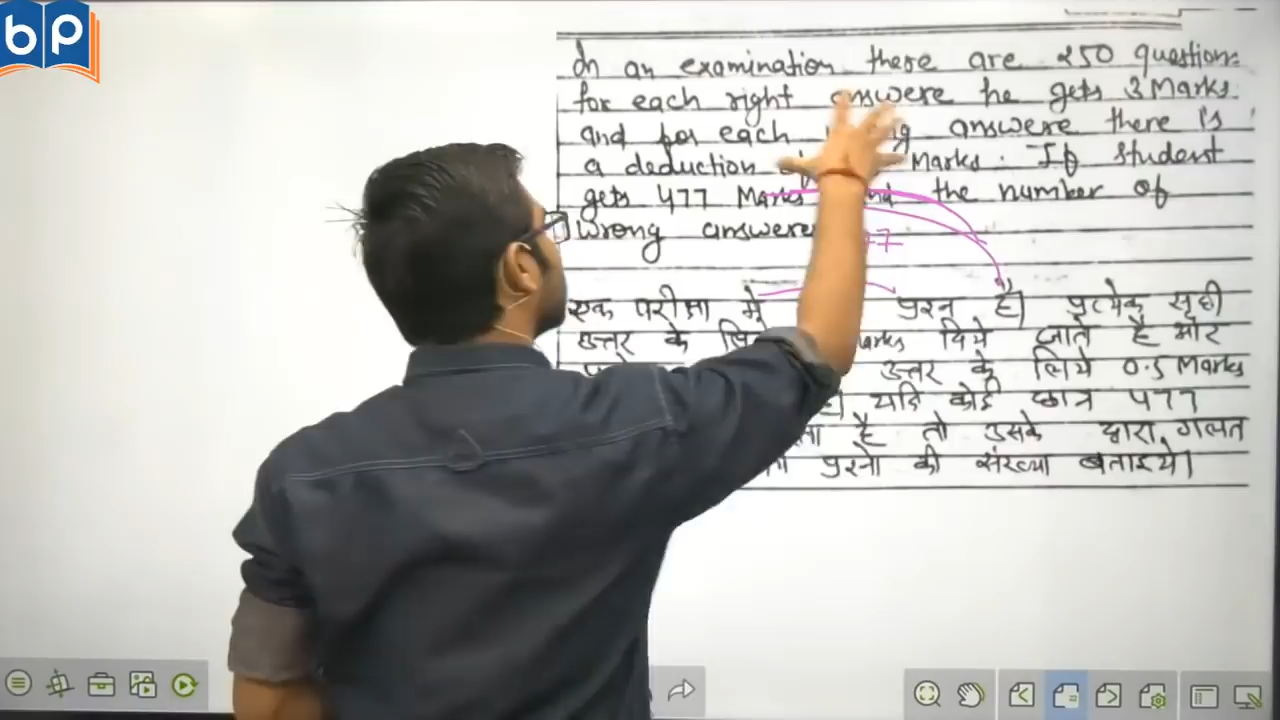 bp
In an examination there are 250 questions
for each right answere he gets 3 Marks.
and for each answere there is
a deduction Marks. If student
gets 477 Marks the number of
wrong answere
एक परीक्षा में प्रश्न है। प्रत्येक सही
उत्तर के दिये जाते है और
उत्तर के लिये 0.5 Marks
यदि कोई छात्र 477
है तो उसके द्वारा गलत
प्रश्नो की संख्या बताइये।